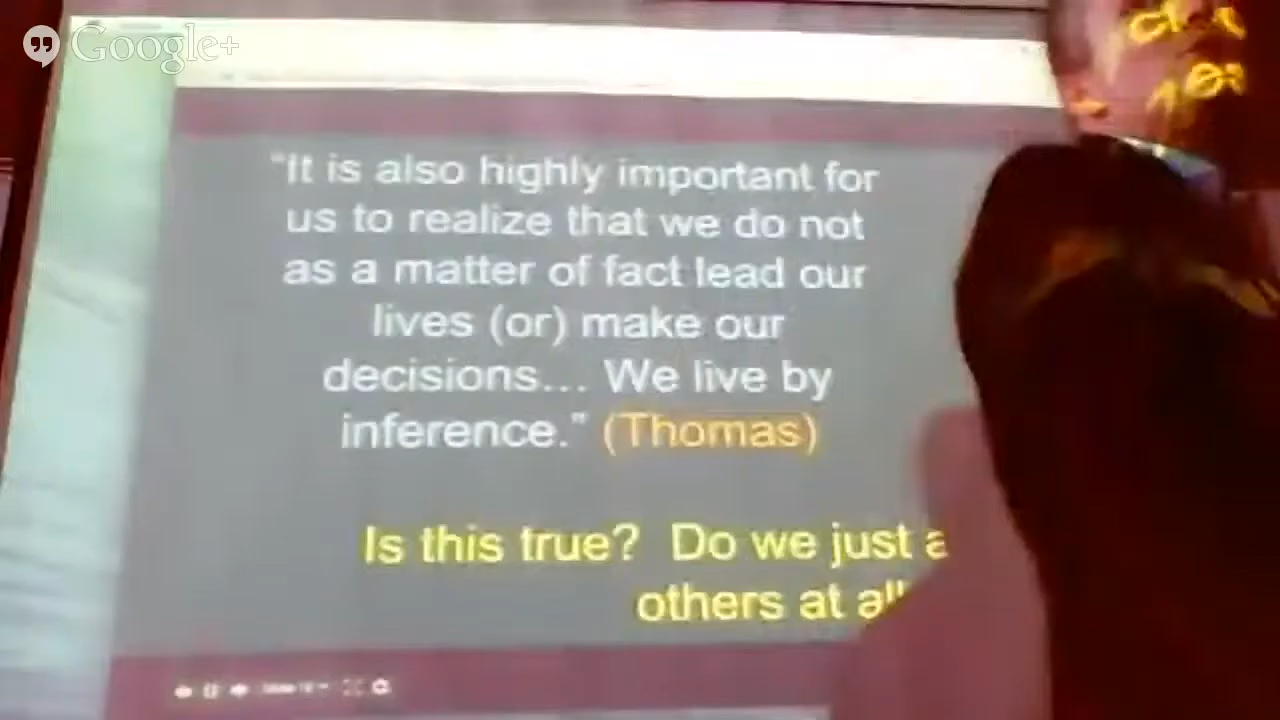 Google+
"It is also highly important for
us to realize that we do not
as a matter of fact lead our
lives (or) make our
decisions... We live by
inference." (Thomas)
Is this true? Do we just
others at